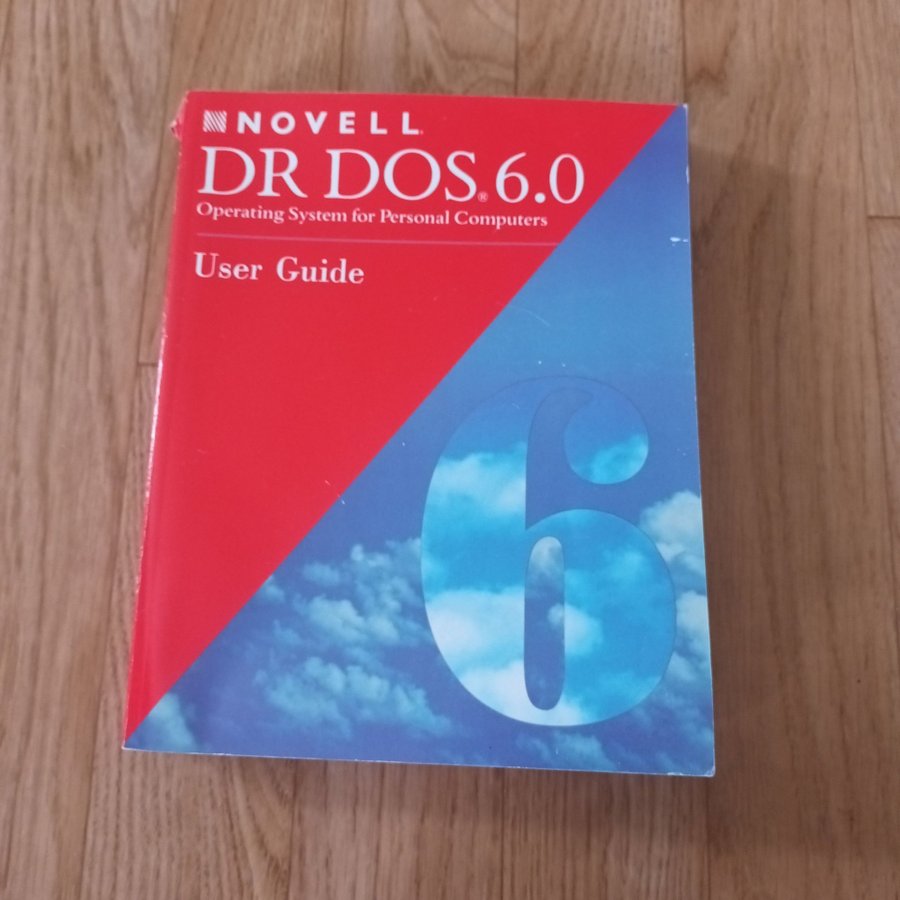 NOVELL®
DR DOS® 6.0
Operating System for Personal Computers
User Guide
6